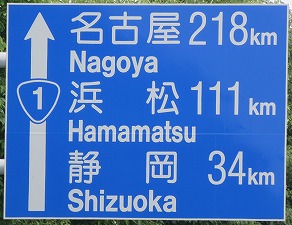 名古屋 218km
Nagoya
1
浜松 111km
Hamamatsu
静岡 34km
Shizuoka